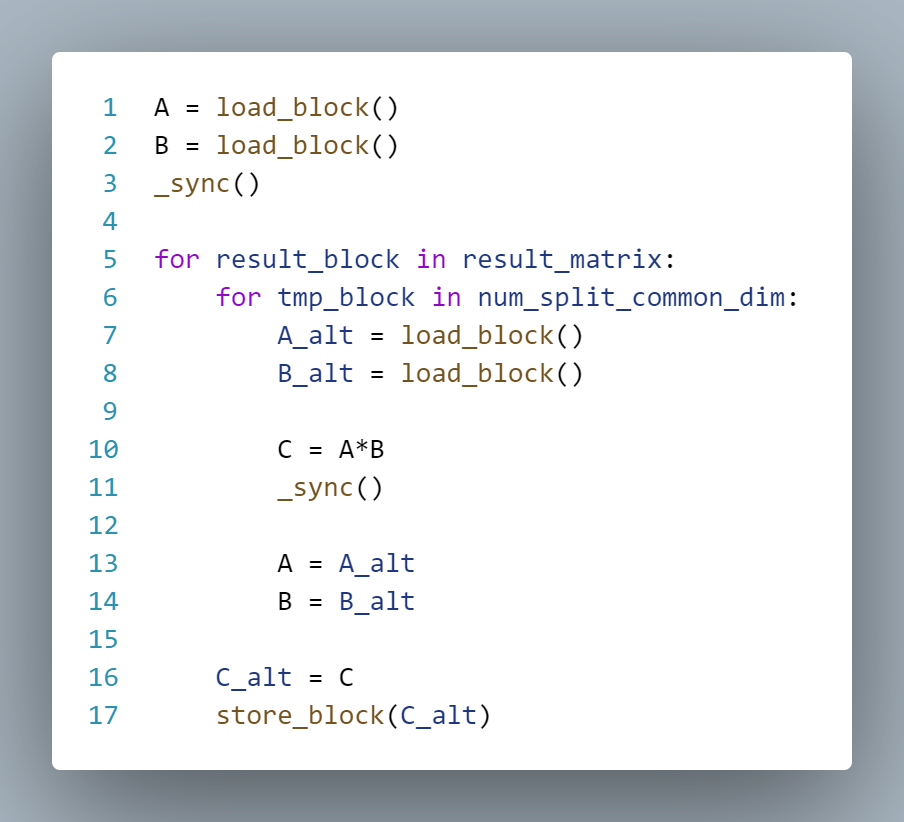 1 A = load_block()
2 B = load_block()
3 _sync()
4
5 for result_block in result_matrix:
6     for tmp_block in num_split_common_dim:
7         A_alt = load_block()
8         B_alt = load_block()
9
10         C = A*B
11         _sync()
12
13         A = A_alt
14         B = B_alt
15
16     C_alt = C
17     store_block(C_alt)